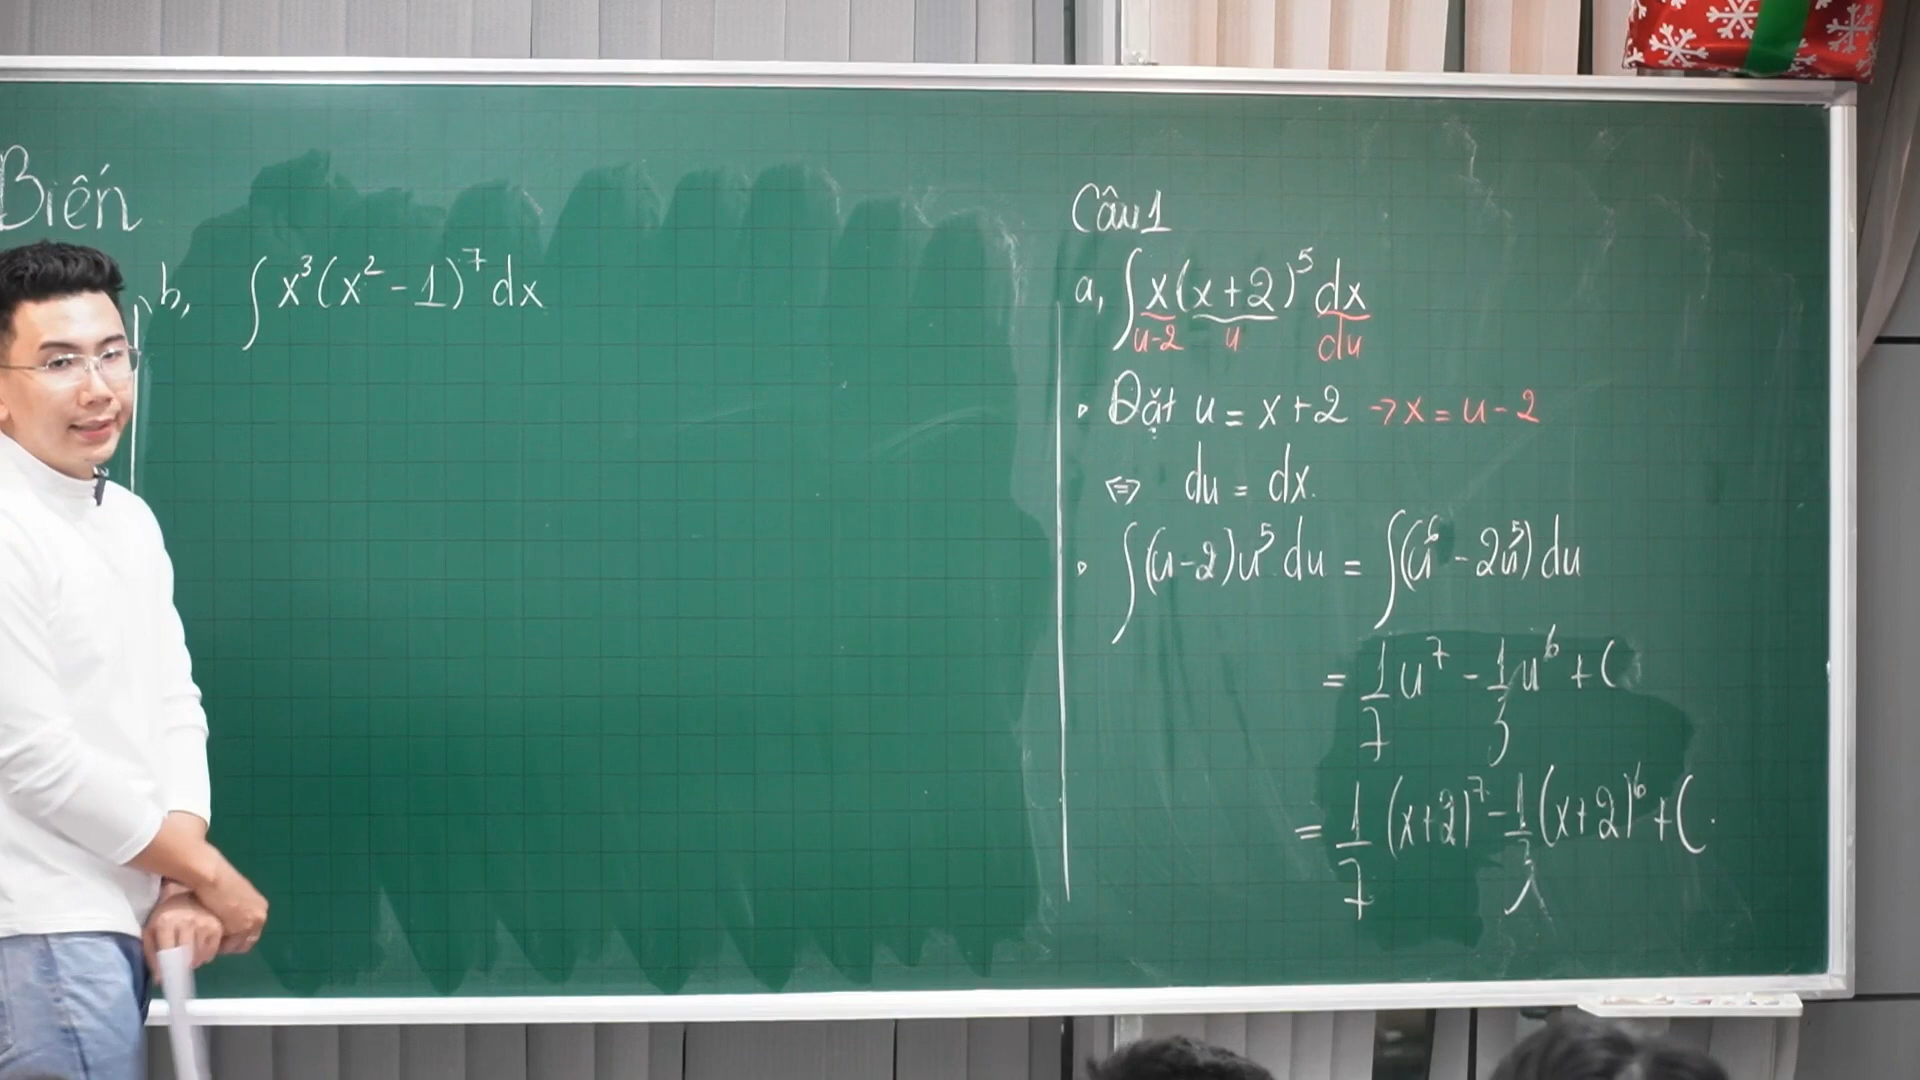 Biến
b, ∫x³(x²-1)⁷dx
Câu 1
a, ∫x(x+2)⁵dx
u-2 u du
Đặt u = x+2 → x = u-2
⇔ du = dx.
∫(u-2)u⁵du = ∫(u⁶-2u⁵)du
= 1/7 u⁷ - 1/3 u⁶ + C
= 1/7 (x+2)⁷ - 1/3 (x+2)⁶ + C.